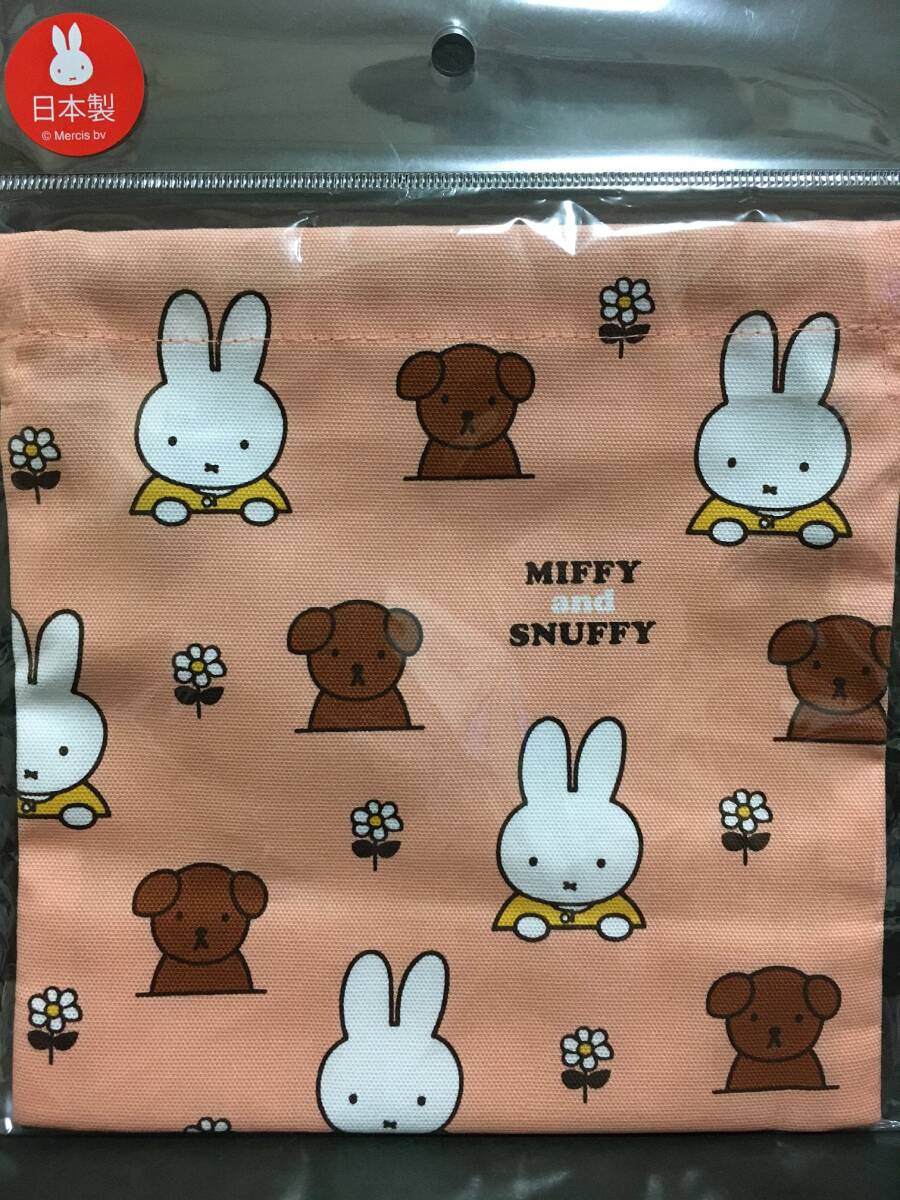 日本製
© Mercis bv
MIFFY
and
SNUFFY